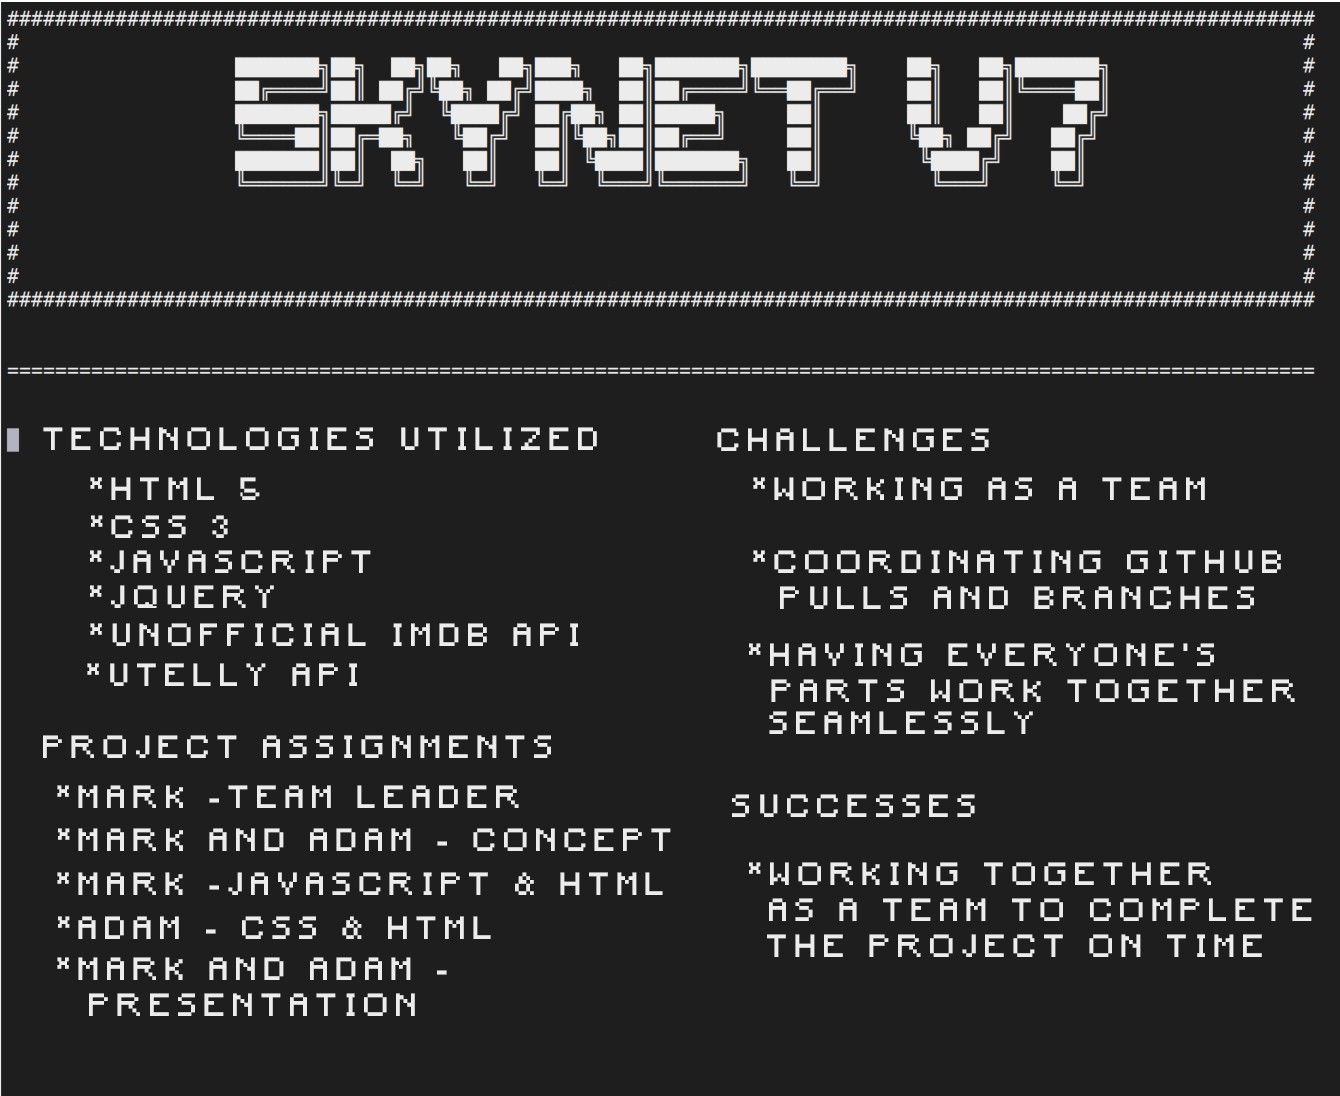 SKYNET V7
TECHNOLOGIES UTILIZED
*HTML 5
*CSS 3
*JAVASCRIPT
*JQUERY
*UNOFFICIAL IMDB API
*UTELLY API
PROJECT ASSIGNMENTS
*MARK -TEAM LEADER
*MARK AND ADAM - CONCEPT
*MARK -JAVASCRIPT & HTML
*ADAM - CSS & HTML
*MARK AND ADAM -
PRESENTATION
CHALLENGES
*WORKING AS A TEAM
*COORDINATING GITHUB
PULLS AND BRANCHES
*HAVING EVERYONE'S
PARTS WORK TOGETHER
SEAMLESSLY
SUCCESSES
*WORKING TOGETHER
AS A TEAM TO COMPLETE
THE PROJECT ON TIME